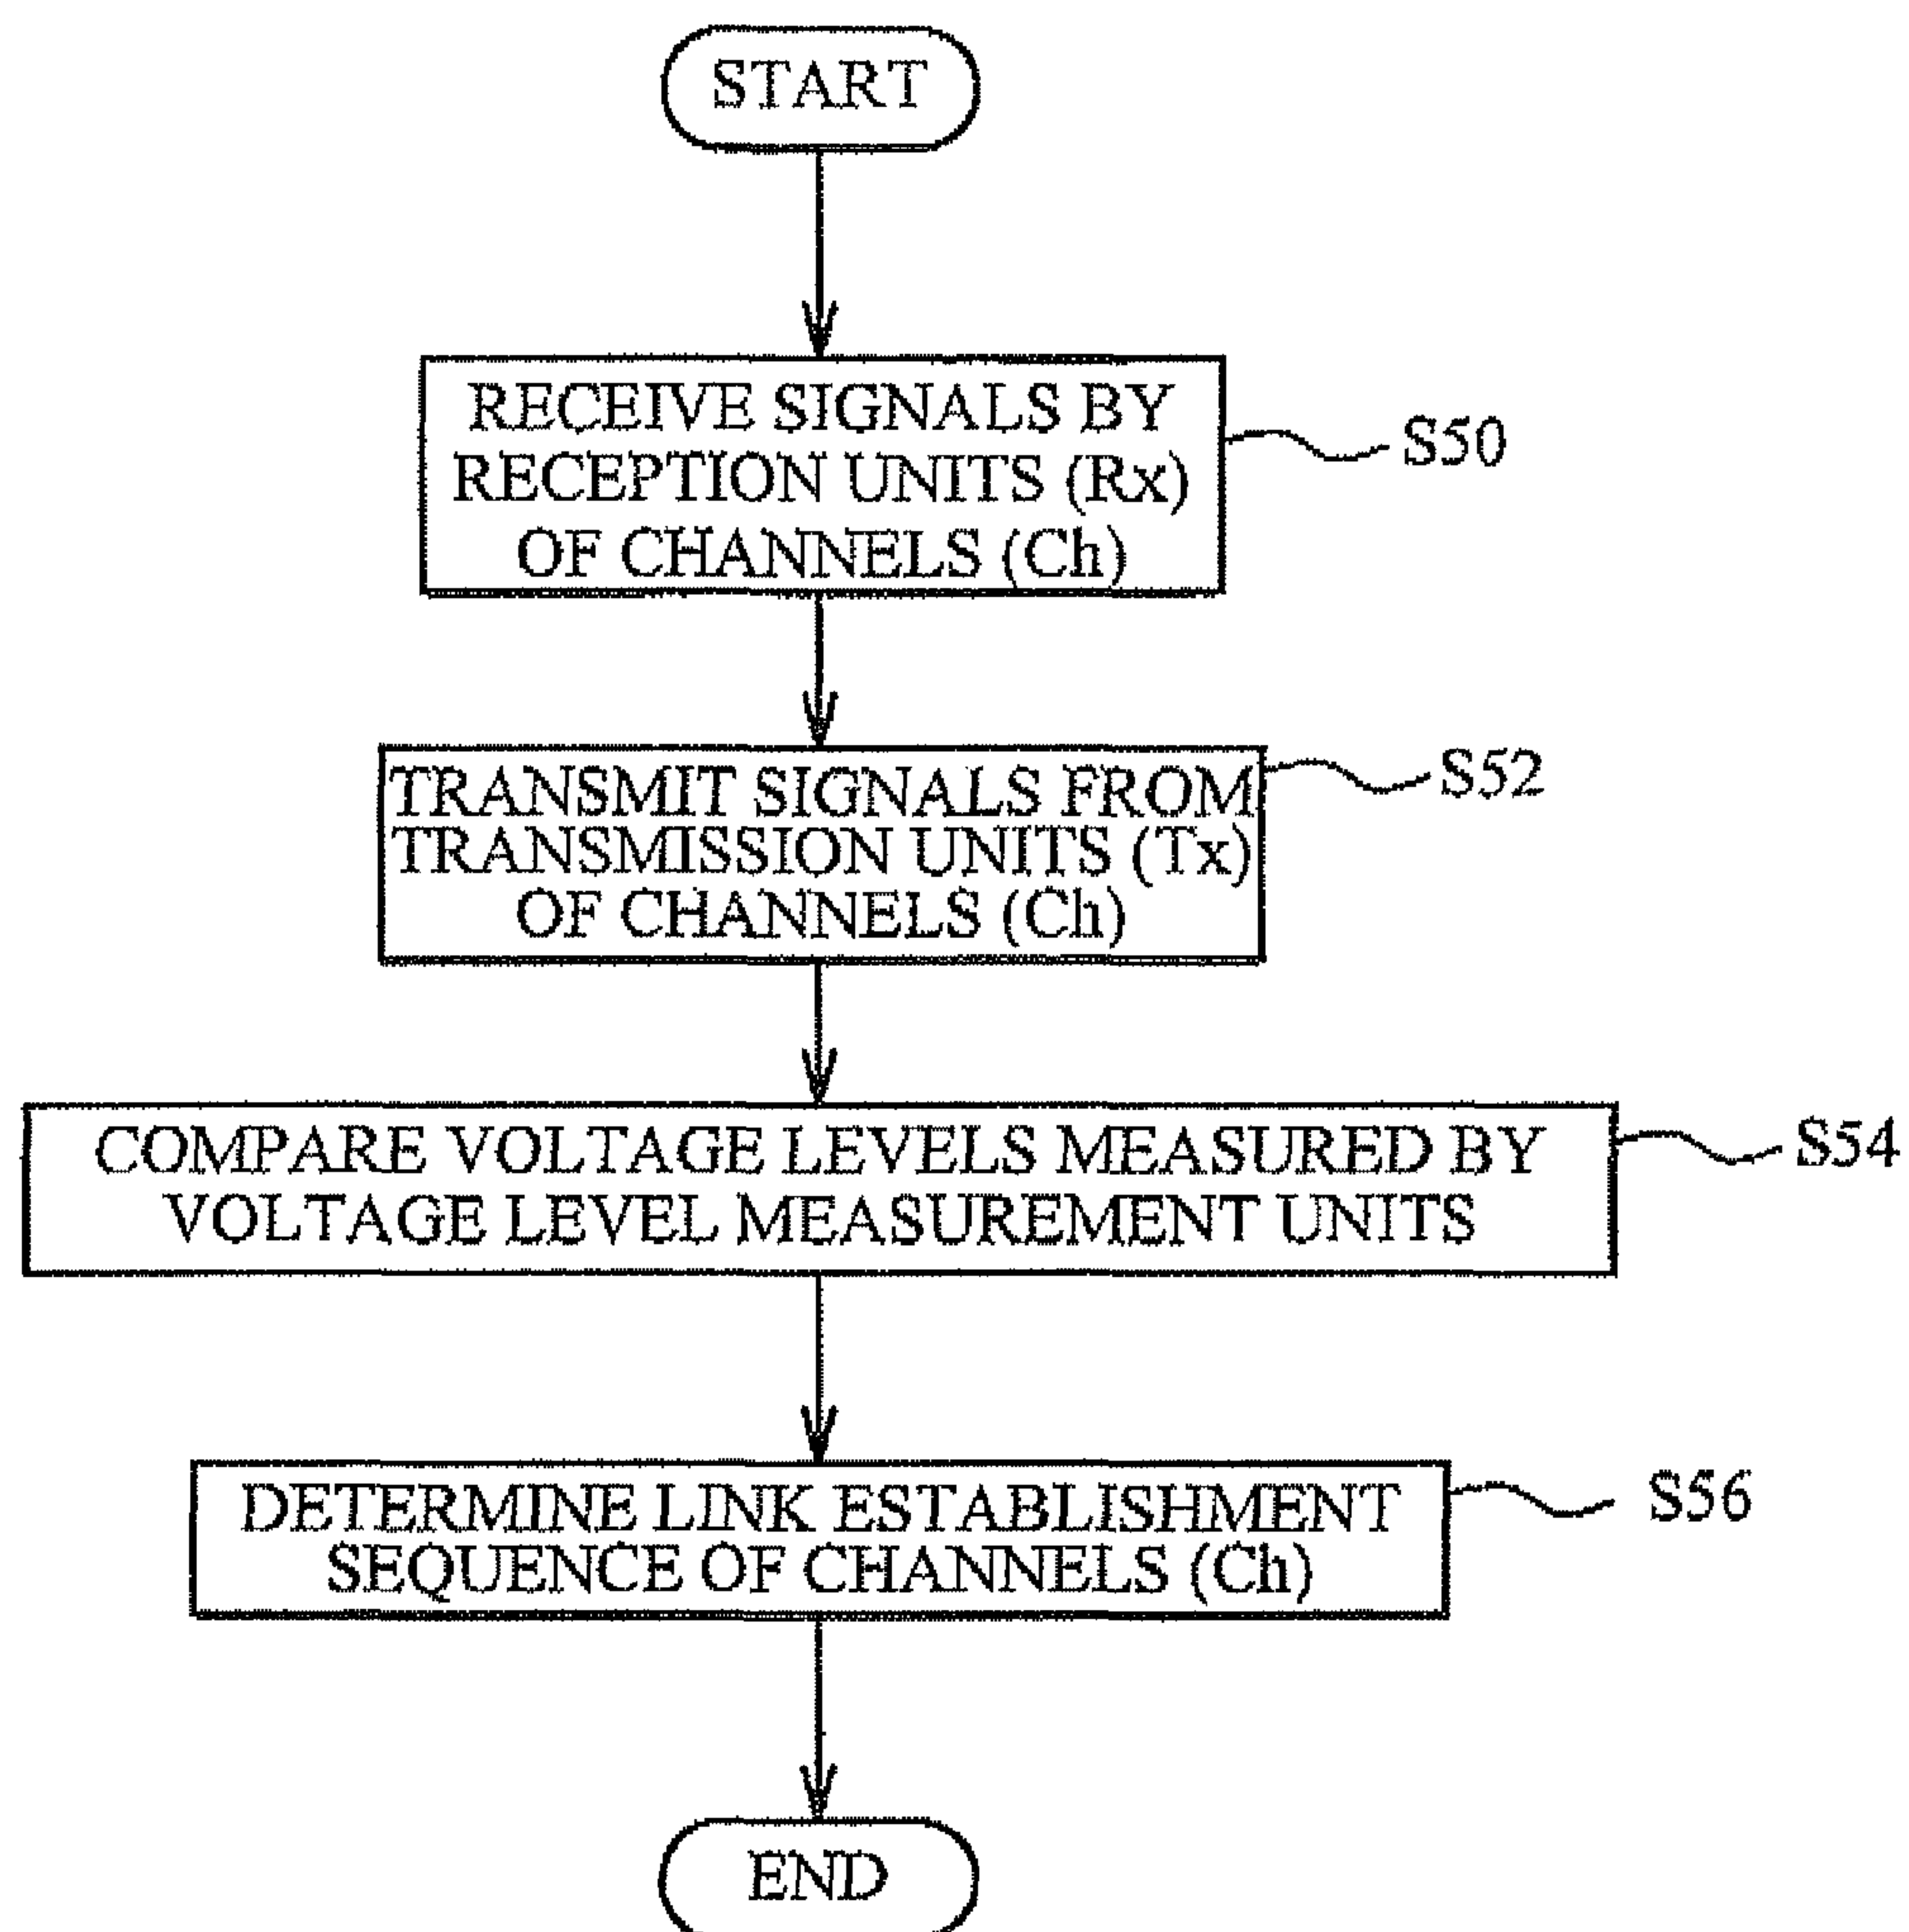 START
RECEIVE SIGNALS BY
RECEPTION UNITS (Rx)
OF CHANNELS (Ch)
S50
TRANSMIT SIGNALS FROM
TRANSMISSION UNITS (Tx)
OF CHANNELS (Ch)
S52
COMPARE VOLTAGE LEVELS MEASURED BY
VOLTAGE LEVEL MEASUREMENT UNITS
S54
DETERMINE LINK ESTABLISHMENT
SEQUENCE OF CHANNELS (Ch)
S56
END